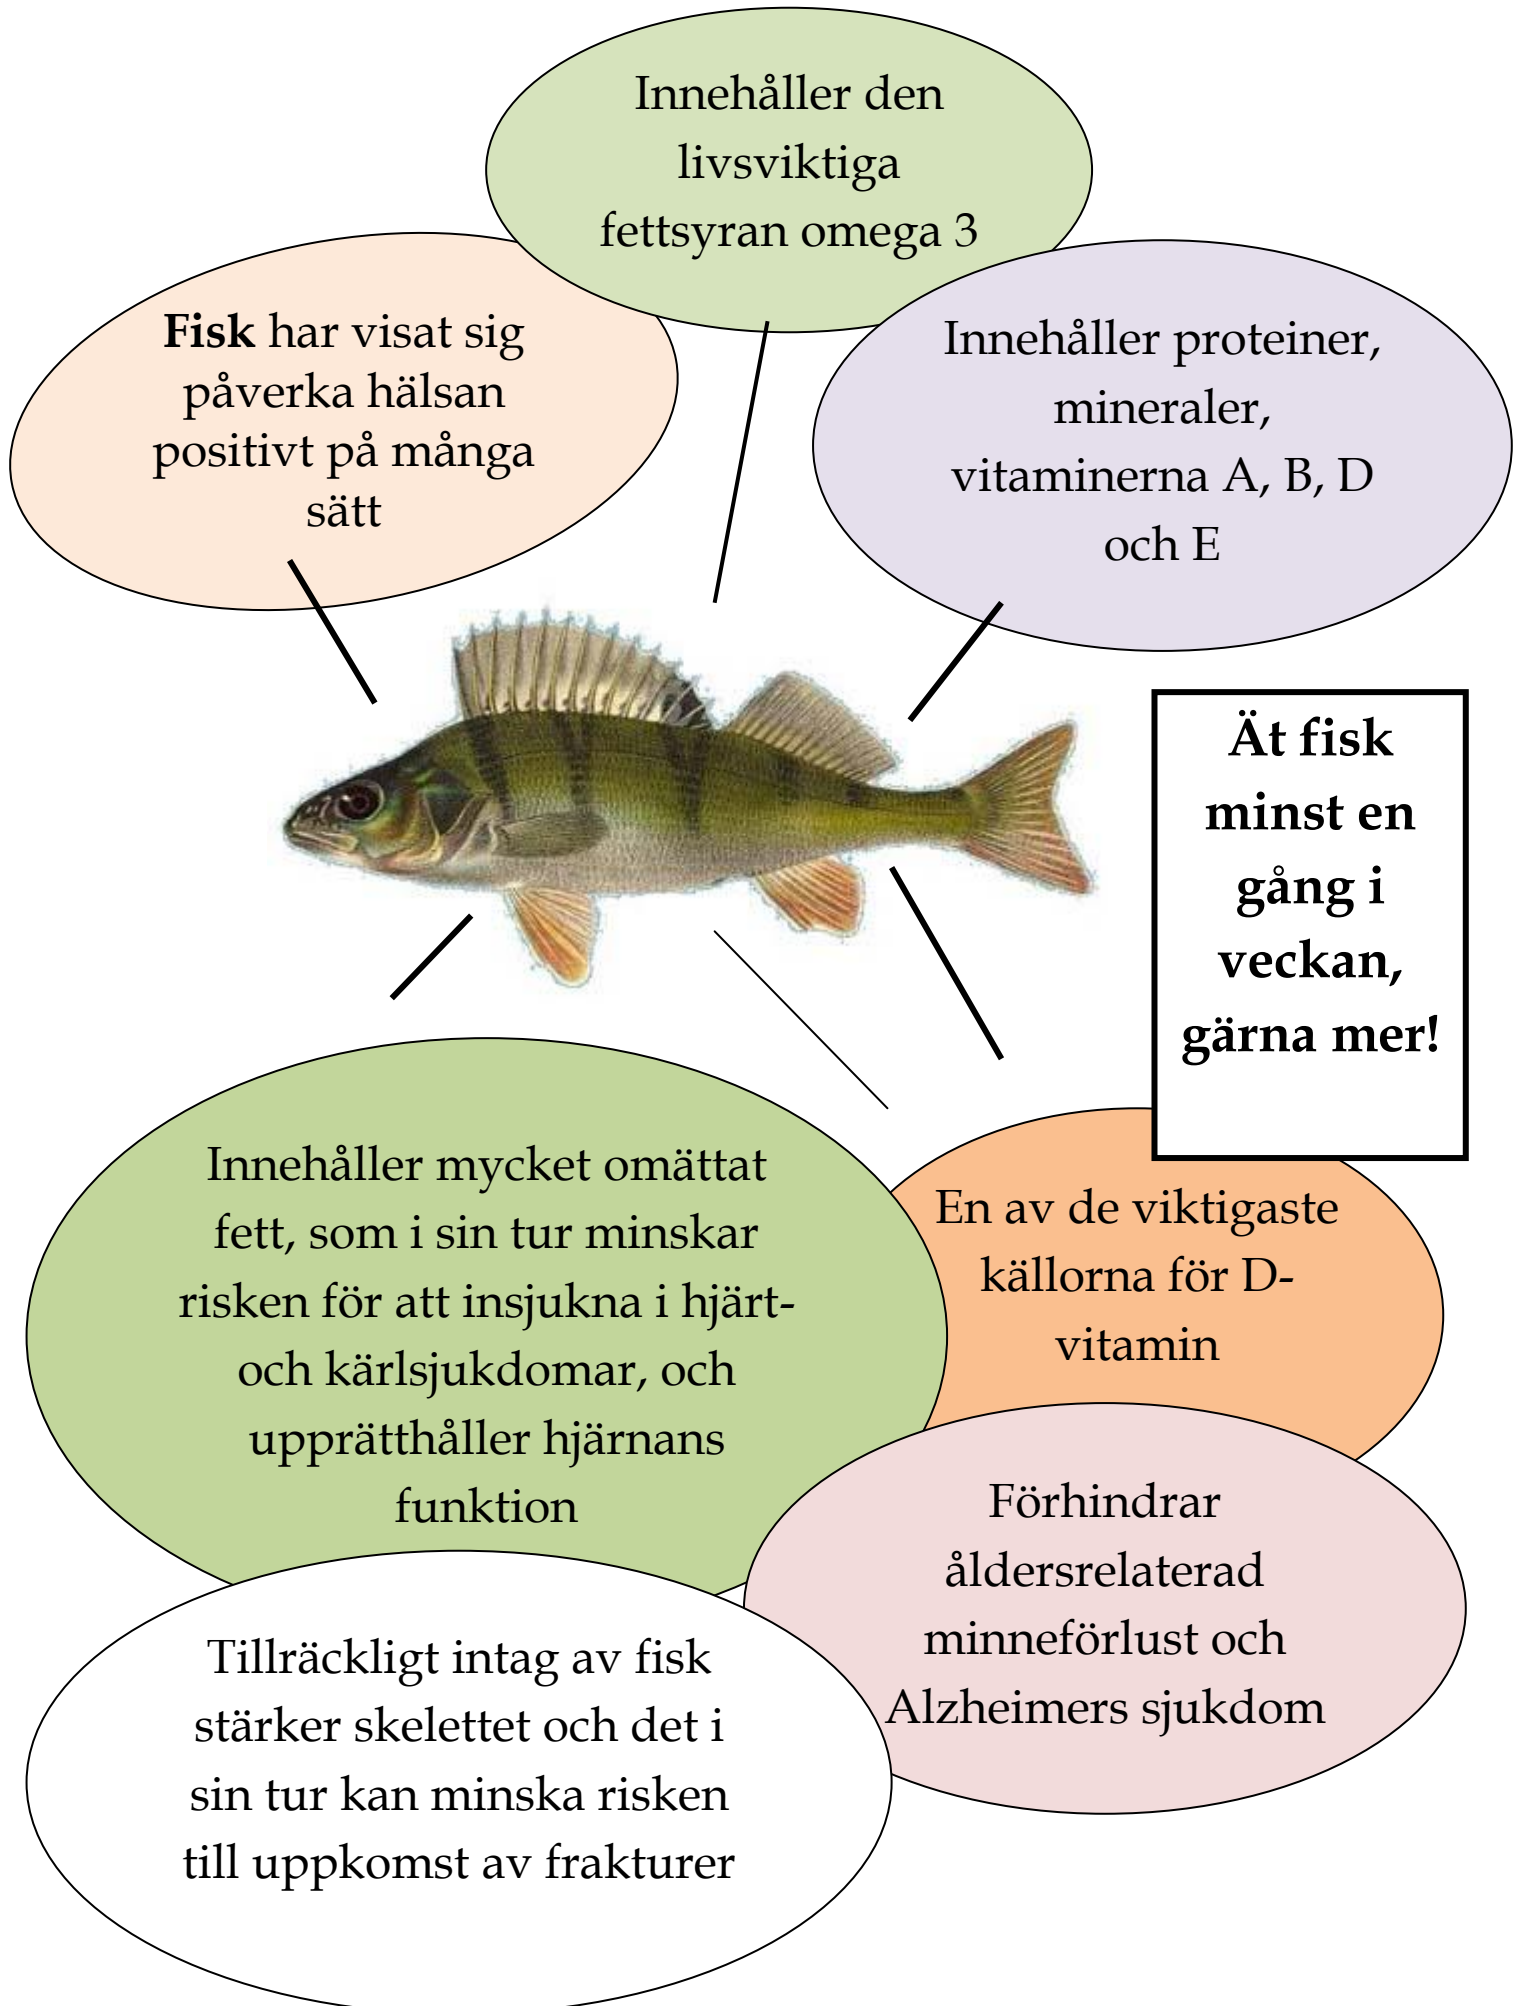 Innehåller den
livsviktiga
fettsyran omega 3
Fisk har visat sig
påverka hälsan
positivt på många
sätt
Innehåller proteiner,
mineraler,
vitaminerna A, B, D
och E
Ät fisk
minst en
gång i
veckan,
gärna mer!
Innehåller mycket omättat
fett, som i sin tur minskar
risken för att insjukna i hjärt-
och kärlsjukdomar, och
upprätthåller hjärnans
funktion
En av de viktigaste
källorna för D-
vitamin
Förhindrar
åldersrelaterad
minneförlust och
Alzheimers sjukdom
Tillräckligt intag av fisk
stärker skelettet och det i
sin tur kan minska risken
till uppkomst av frakturer